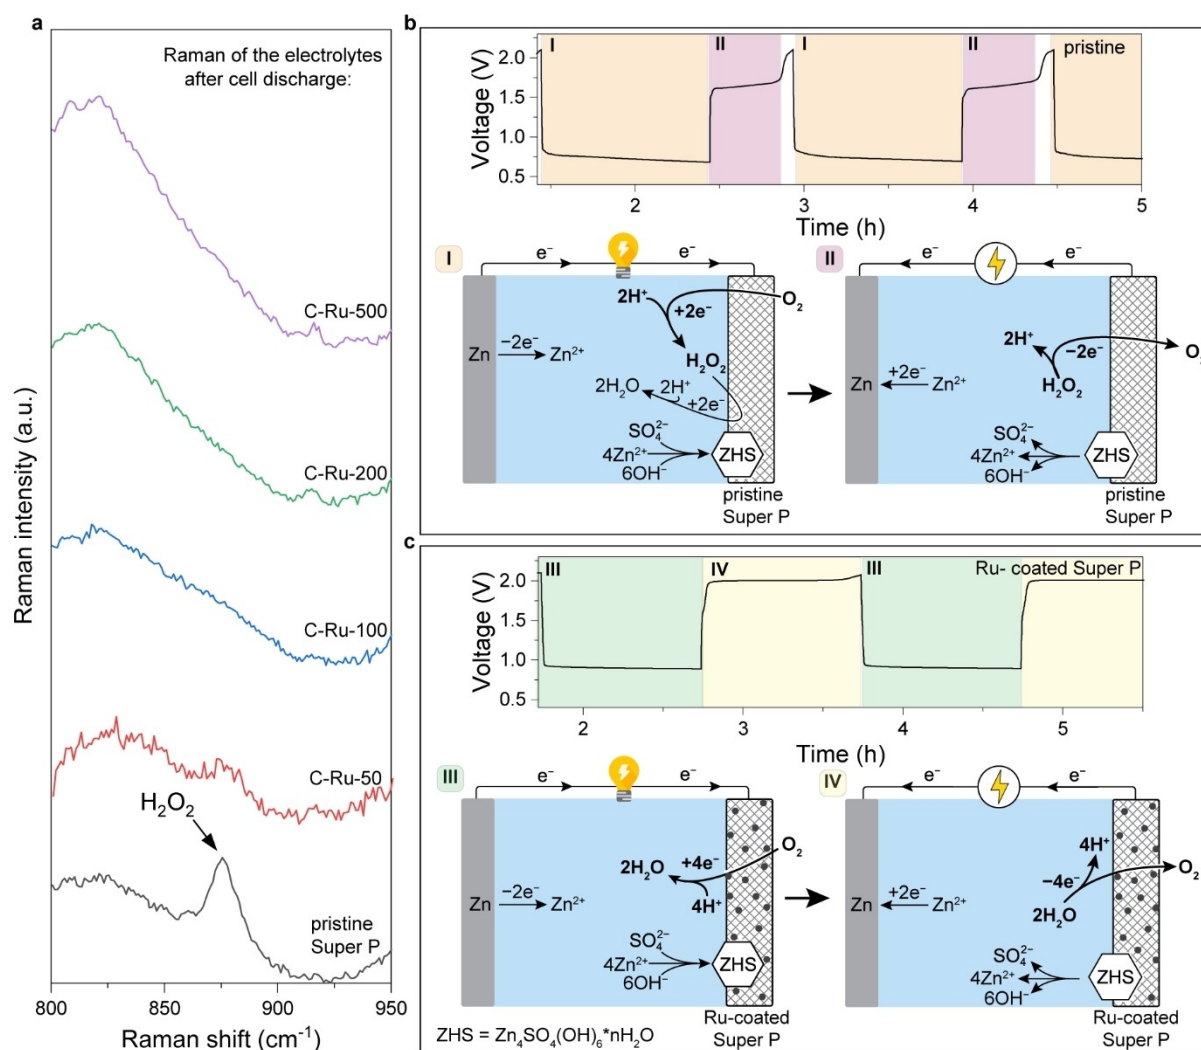 a
Raman of the electrolytes
after cell discharge:
C-Ru-500
C-Ru-200
C-Ru-100
C-Ru-50
H₂O₂
pristine
Super P
Raman intensity (a.u.)
800 850 900 950
Raman shift (cm⁻¹)
b
I II I II pristine
Voltage (V)
2.0
1.5
1.0
0.5
2 3 4 5
Time (h)
I
e⁻ e⁻
2H⁺ +2e⁻ O₂
Zn −2e⁻ Zn²⁺
H₂O₂
2H₂O 2H⁺ +2e⁻
SO₄²⁻
4Zn²⁺
6OH⁻
ZHS
pristine
Super P
II
e⁻ e⁻
2H⁺ −2e⁻ O₂
H₂O₂
Zn +2e⁻ Zn²⁺
SO₄²⁻
4Zn²⁺
6OH⁻
ZHS
pristine
Super P
c
III IV III Ru- coated Super P
Voltage (V)
2.0
1.5
1.0
0.5
2 3 4 5
Time (h)
III
e⁻ e⁻
2H₂O +4e⁻ O₂
4H⁺
Zn −2e⁻ Zn²⁺
SO₄²⁻
4Zn²⁺
6OH⁻
ZHS
Ru-coated
Super P
IV
e⁻ e⁻
4H⁺
−4e⁻ O₂
2H₂O
Zn +2e⁻ Zn²⁺
SO₄²⁻
4Zn²⁺
6OH⁻
ZHS
Ru-coated
Super P
ZHS = Zn₄SO₄(OH)₆*nH₂O